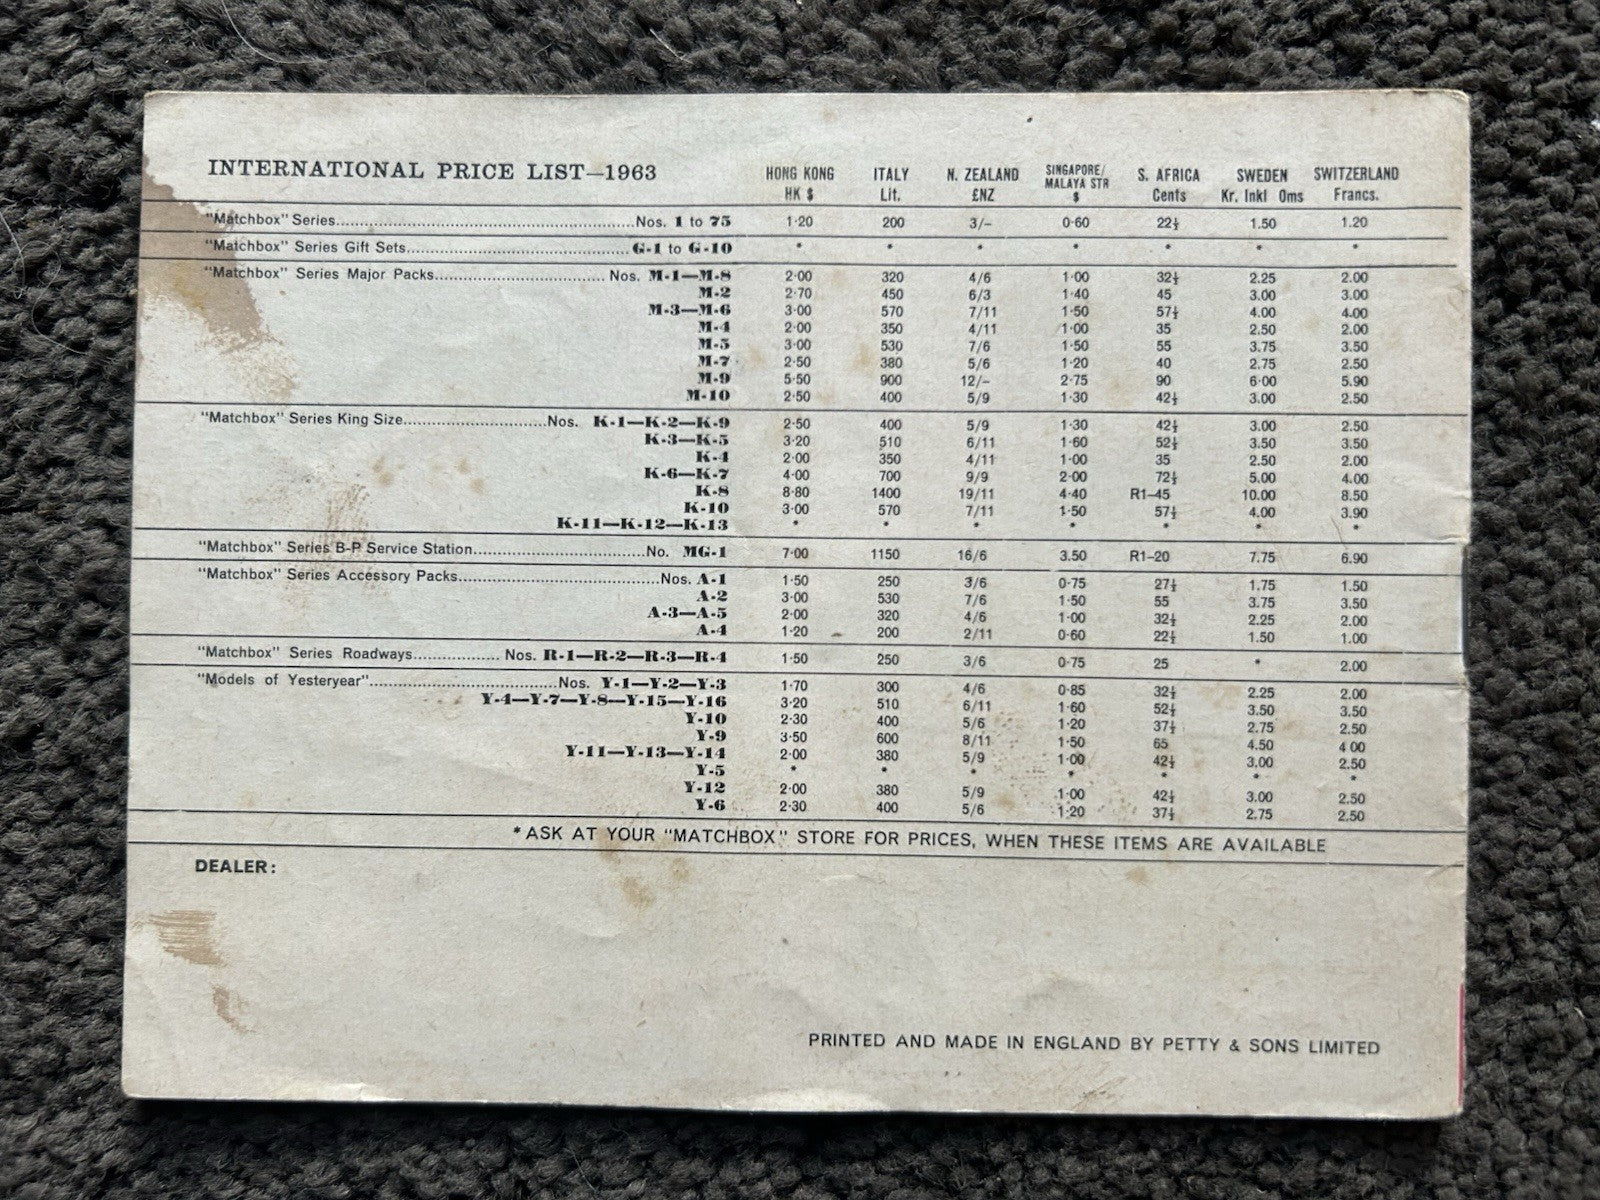 INTERNATIONAL PRICE LIST—1963 HONG KONG HK $ ITALY Lit. N. ZEALAND £NZ SINGAPORE/ MALAYA STR $ S. AFRICA Cents SWEDEN Kr. Inkl Oms SWITZERLAND Francs.
"Matchbox" Series.......... Nos. 1 to 75 1·20 200 3/– 0·60 22½ 1.50 1.20
"Matchbox" Series Gift Sets.......... G-1 to G-10 * * * * * * *
"Matchbox" Series Major Packs.......... Nos. M-1—M-8 2·00 320 4/6 1·00 32½ 2.25 2.00
M-2 2·70 450 6/3 1·40 45 3.00 3.00
M-3—M-6 3·00 570 7/11 1·50 57½ 4.00 4.00
M-4 2·00 350 4/11 1·00 35 2.50 2.00
M-5 3·00 530 7/6 1·50 55 3.75 3.50
M-7 2·50 380 5/6 1·20 40 2.75 2.50
M-9 5·50 900 12/– 2·75 90 6·00 5.90
M-10 2·50 400 5/9 1·30 42½ 3.00 2.50
"Matchbox" Series King Size.......... Nos. K-1—K-2—K-9 2·50 400 5/9 1·30 42½ 3.00 2.50
K-3—K-5 3·20 510 6/11 1·60 52½ 3.50 3.50
K-4 2·00 350 4/11 1·00 35 2.50 2.00
K-6—K-7 4·00 700 9/9 2·00 72½ 5.00 4.00
K-8 8·80 1400 19/11 4·40 R1–45 10.00 8.50
K-10 3·00 570 7/11 1·50 57½ 4.00 3.90
K-11—K-12—K-13 * * * * * * *
"Matchbox" Series B-P Service Station.......... No. MG-1 7·00 1150 16/6 3.50 R1–20 7.75 6.90
"Matchbox" Series Accessory Packs.......... Nos. A-1 1·50 250 3/6 0·75 27½ 1.75 1.50
A-2 3·00 530 7/6 1·50 55 3.75 3.50
A-3—A-5 2·00 320 4/6 1·00 32½ 2.25 2.00
A-4 1·20 200 2/11 0·60 22½ 1.50 1.00
"Matchbox" Series Roadways.......... Nos. R-1—R-2—R-3—R-4 1·50 250 3/6 0·75 25 * 2.00
"Models of Yesteryear".......... Nos. Y-1—Y-2—Y-3 1·70 300 4/6 0·85 32½ 2.25 2.00
Y-4—Y-7—Y-8—Y-15—Y-16 3·20 510 6/11 1·60 52½ 3.50 3.50
Y-10 2·30 400 5/6 1·20 37½ 2.75 2.50
Y-9 3·50 600 8/11 1·50 65 4.50 4 00
Y-11—Y-13—Y-14 2·00 380 5/9 1·00 42½ 3.00 2.50
Y-5 * * * * * * *
Y-12 2·00 380 5/9 1·00 42½ 3.00 2.50
Y-6 2·30 400 5/6 1·20 37½ 2.75 2.50
*ASK AT YOUR "MATCHBOX" STORE FOR PRICES, WHEN THESE ITEMS ARE AVAILABLE
DEALER:
PRINTED AND MADE IN ENGLAND BY PETTY & SONS LIMITED